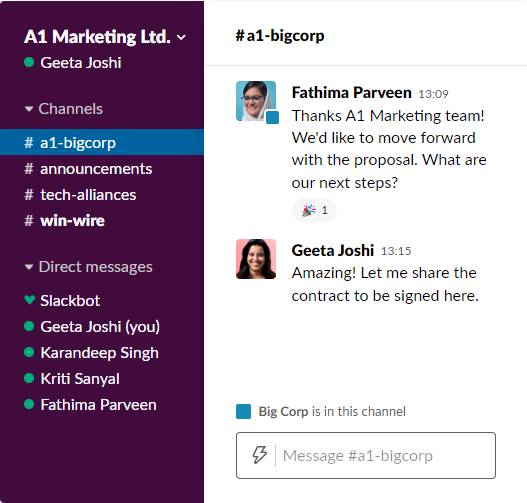 A1 Marketing Ltd.
Geeta Joshi
Channels
# a1-bigcorp
# announcements
# tech-alliances
# win-wire
Direct messages
Slackbot
Geeta Joshi (you)
Karandeep Singh
Kriti Sanyal
Fathima Parveen
#a1-bigcorp
Fathima Parveen 13:09
Thanks A1 Marketing team!
We'd like to move forward
with the proposal. What are
our next steps?
🎉 1
Geeta Joshi 13:15
Amazing! Let me share the
contract to be signed here.
Big Corp is in this channel
Message #a1-bigcorp